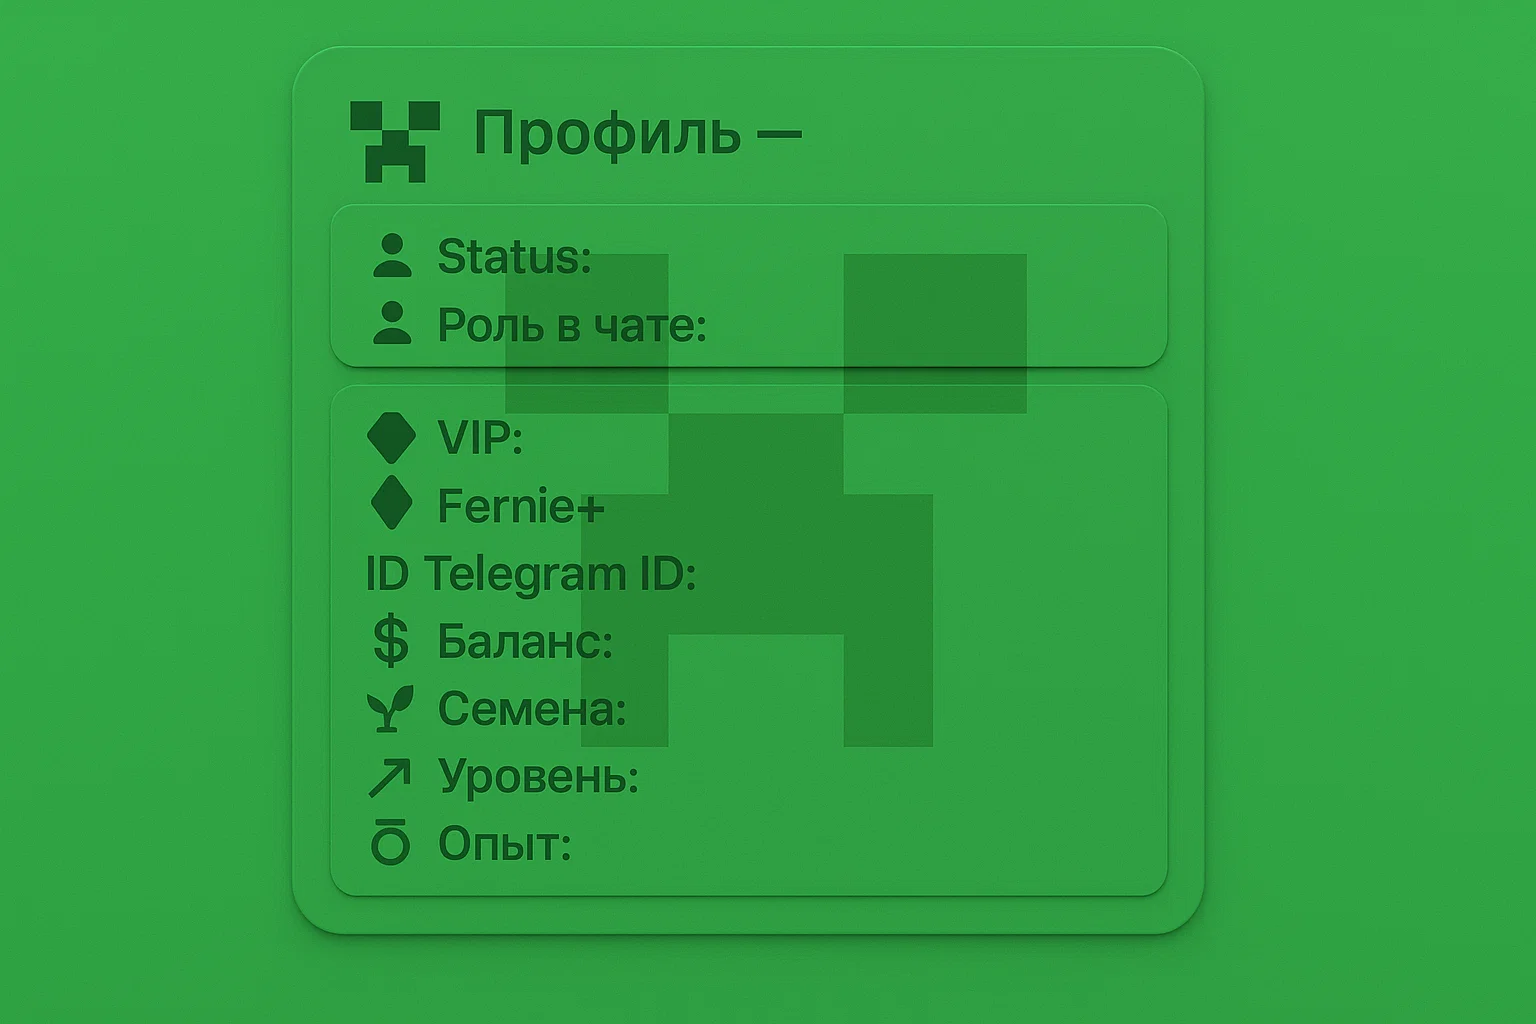 Профиль —
Status:
Роль в чате:
VIP:
Fernie+
ID Telegram ID:
$ Баланс:
Семена:
Уровень:
Опыт: